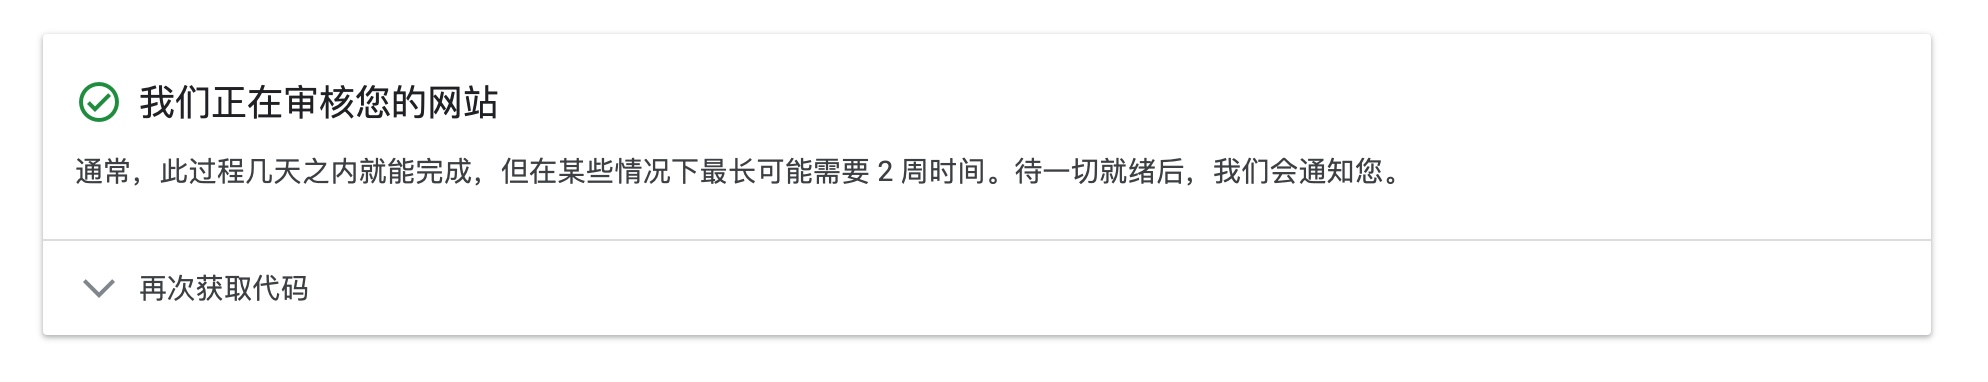 我们正在审核您的网站
通常，此过程几天之内就能完成，但在某些情况下最长可能需要 2 周时间。待一切就绪后，我们会通知您。
再次获取代码